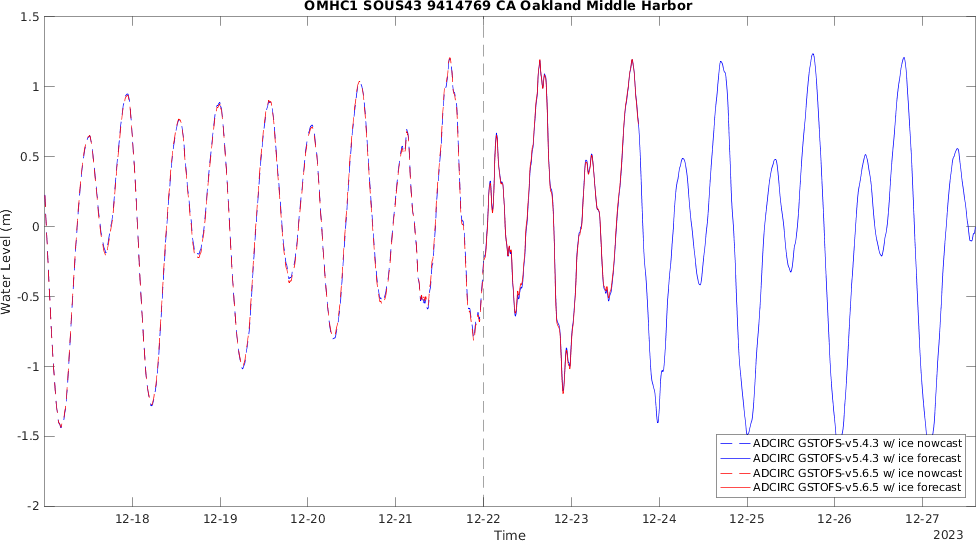 OMHC1 SOUS43 9414769 CA Oakland Middle Harbor
1.5
1
0.5
0
-0.5
-1
-1.5
-2
Water Level (m)
12-18 12-19 12-20 12-21 12-22 12-23 12-24 12-25 12-26 12-27
Time
2023
ADCIRC GSTOFS-v5.4.3 w/ ice nowcast
ADCIRC GSTOFS-v5.4.3 w/ ice forecast
ADCIRC GSTOFS-v5.6.5 w/ ice nowcast
ADCIRC GSTOFS-v5.6.5 w/ ice forecast